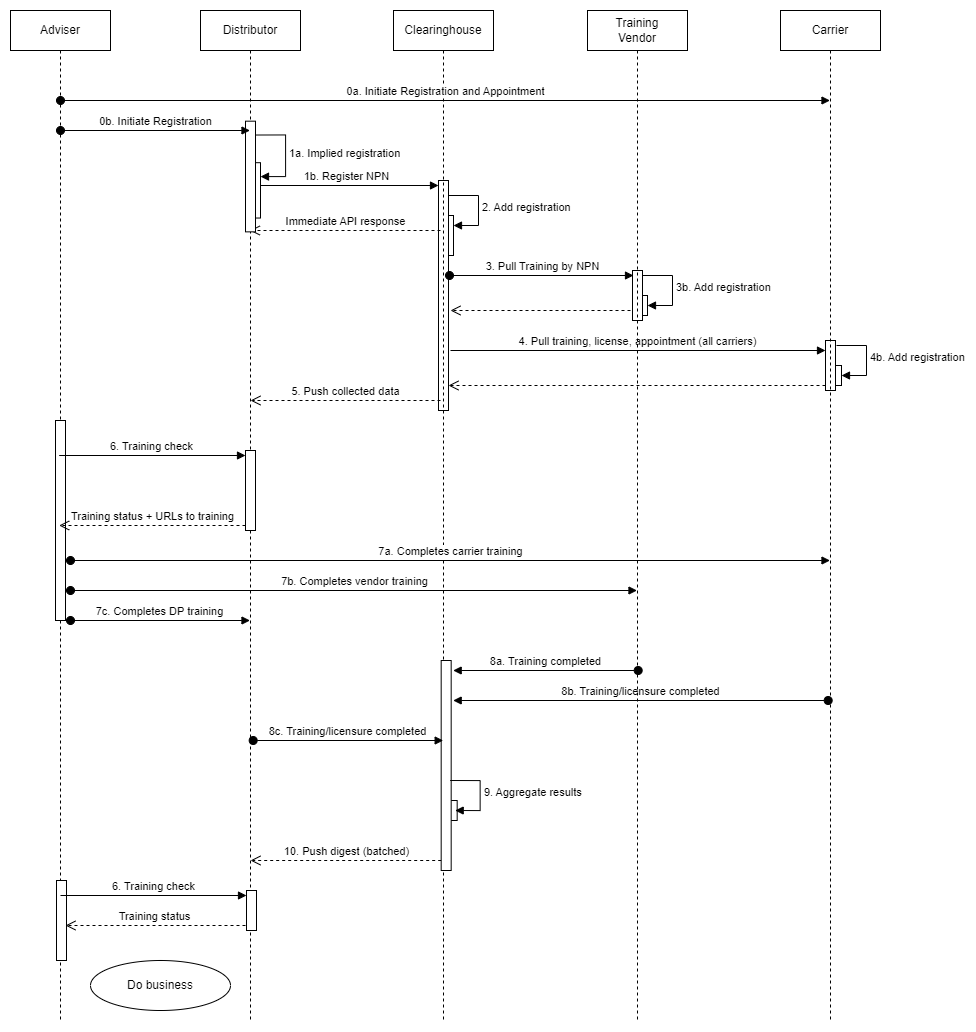 Adviser
Distributor
Clearinghouse
Training
Vendor
Carrier
0a. Initiate Registration and Appointment
0b. Initiate Registration
1a. Implied registration
1b. Register NPN
2. Add registration
Immediate API response
3. Pull Training by NPN
3b. Add registration
4. Pull training, license, appointment (all carriers)
4b. Add registration
5. Push collected data
6. Training check
Training status + URLs to training
7a. Completes carrier training
7b. Completes vendor training
7c. Completes DP training
8a. Training completed
8b. Training/licensure completed
8c. Training/licensure completed
9. Aggregate results
10. Push digest (batched)
6. Training check
Training status
Do business